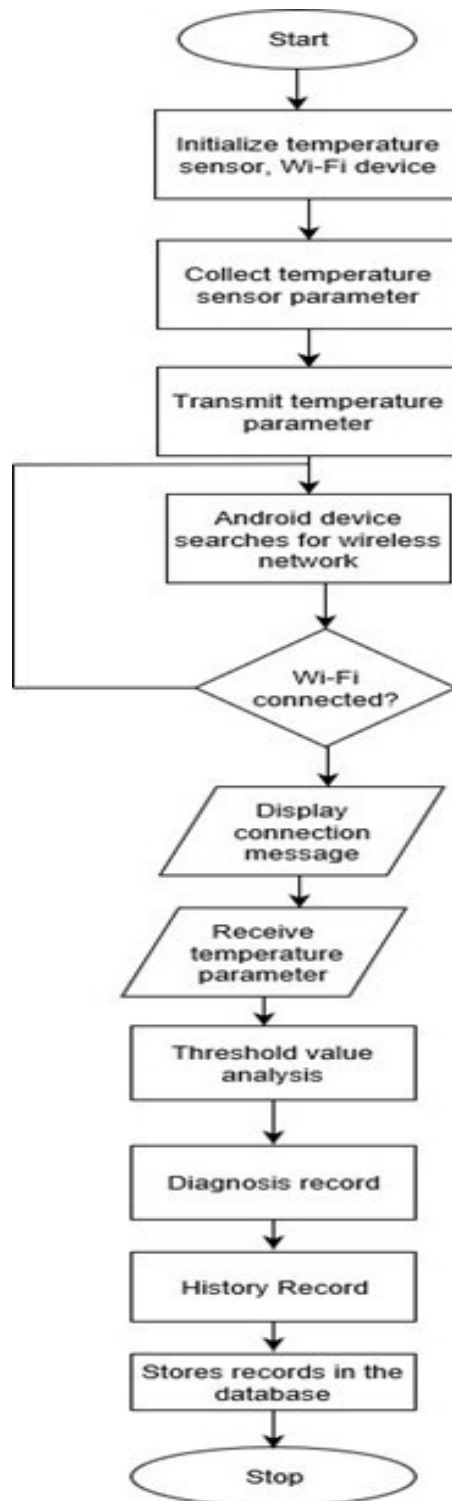 Start
Initialize temperature
sensor, Wi-Fi device
Collect temperature
sensor parameter
Transmit temperature
parameter
Android device
searches for wireless
network
Wi-Fi
connected?
Display
connection
message
Receive
temperature
parameter
Threshold value
analysis
Diagnosis record
History Record
Stores records in the
database
Stop